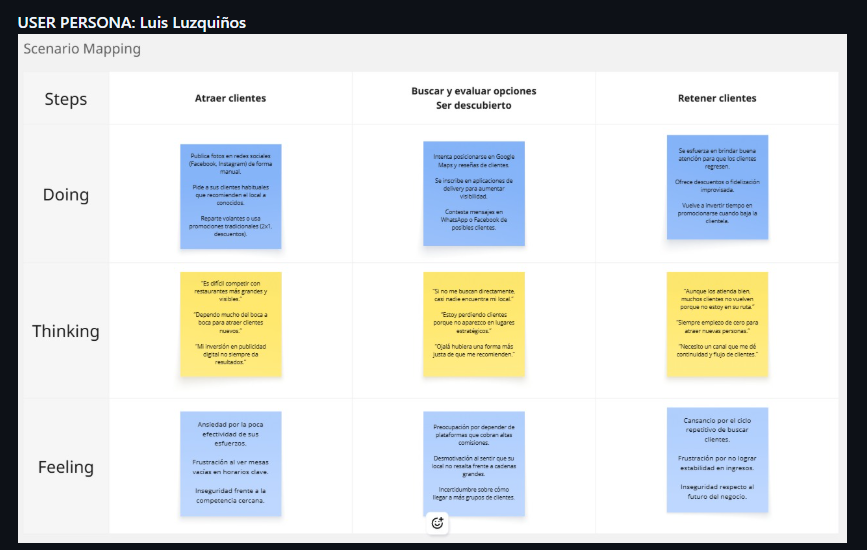 USER PERSONA: Luis Luzquiños
Scenario Mapping
Steps
Atraer clientes
Buscar y evaluar opciones
Ser descubierto
Retener clientes
Doing
Publica fotos en redes sociales
(Facebook, Instagram) de forma
manual.
Pide a sus clientes habituales
que recomienden el local a
conocidos.
Reparte volantes o usa
promociones tradicionales (2x1,
descuentos).
Intenta posicionarse en Google
Maps y reseñas de clientes.
Se inscribe en aplicaciones de
delivery para aumentar
visibilidad.
Contesta mensajes en
WhatsApp o Facebook de
posibles clientes.
Se esfuerza en brindar buena
atención para que los clientes
regresen.
Ofrece descuentos o fidelización
improvisada.
Vuelve a invertir tiempo en
promocionarse cuando baja la
clientela.
Thinking
"Es difícil competir con
restaurantes más grandes y
visibles."
"Dependo mucho del boca a
boca para atraer clientes
nuevos."
"Mi inversión en publicidad
digital no siempre da
resultados."
"Si no me buscan directamente,
casi nadie encuentra mi local."
"Estoy perdiendo clientes
porque no aparezco en lugares
estratégicos."
"Ojalá hubiera una forma más
justa de que me recomienden."
"Aunque los atienda bien,
muchos clientes no vuelven
porque no estoy en su ruta."
"Siempre empiezo de cero para
atraer nuevas personas."
"Necesito un canal que me dé
continuidad y flujo de clientes."
Feeling
Ansiedad por la poca
efectividad de sus
esfuerzos.
Frustración al ver mesas
vacías en horarios clave.
Inseguridad frente a la
competencia cercana.
Preocupación por depender de
plataformas que cobran altas
comisiones.
Desmotivación al sentir que su
local no resalta frente a cadenas
grandes.
Incertidumbre sobre cómo
llegar a más grupos de clientes.
Cansancio por el ciclo
repetitivo de buscar
clientes.
Frustración por no lograr
estabilidad en ingresos.
Inseguridad respecto al
futuro del negocio.